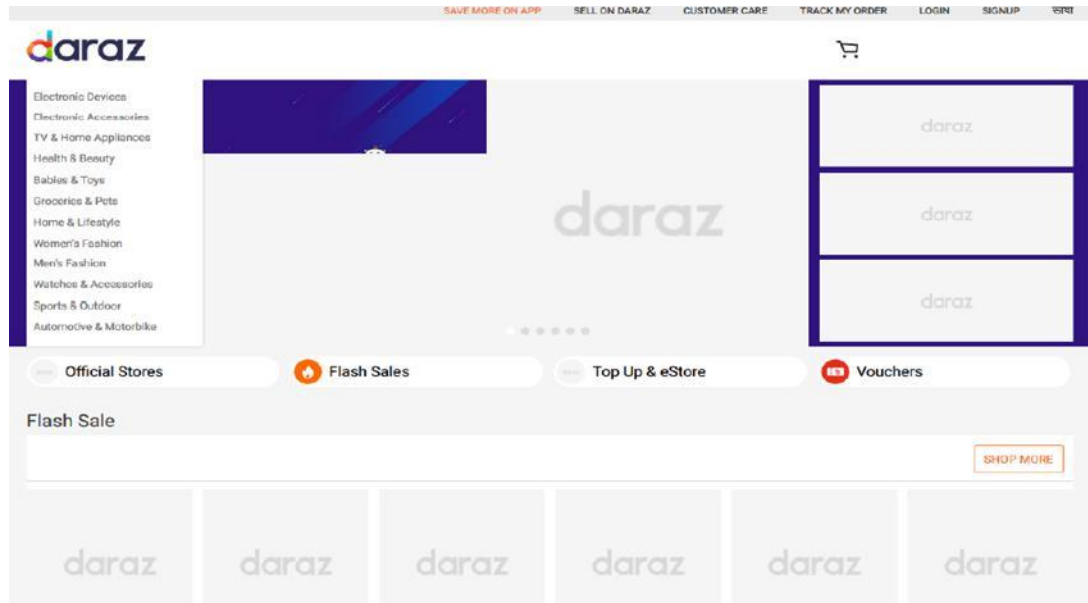 SAVE MORE ON APP SELL ON DARAZ CUSTOMER CARE TRACK MY ORDER LOGIN SIGNUP
daraz
Electronic Devices
Electronic Accessories
TV & Home Appliances
Health & Beauty
Babies & Toys
Groceries & Pets
Home & Lifestyle
Women's Fashion
Men's Fashion
Watches & Accessories
Sports & Outdoor
Automotive & Motorbike
daraz
daraz
daraz
daraz
Official Stores Flash Sales Top Up & eStore Vouchers
Flash Sale
SHOP MORE
daraz daraz daraz daraz daraz daraz